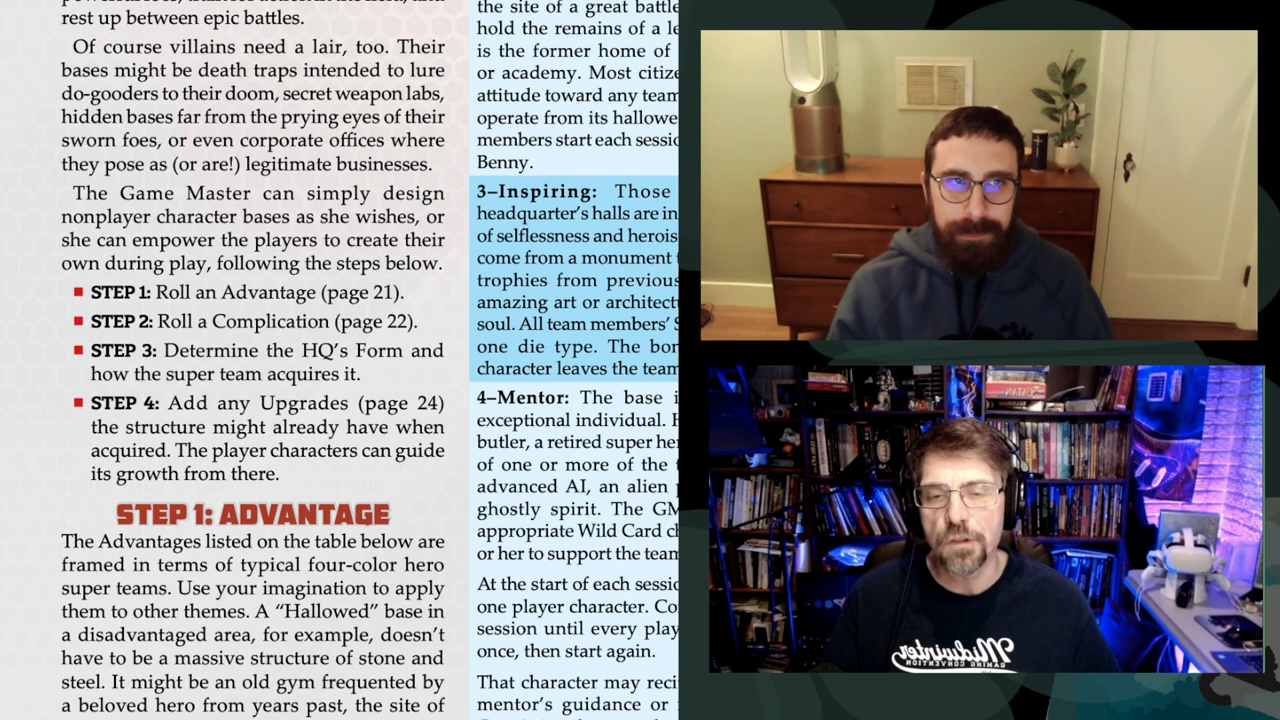 rest up between epic battles.
Of course villains need a lair, too. Their
bases might be death traps intended to lure
do-gooders to their doom, secret weapon labs,
hidden bases far from the prying eyes of their
sworn foes, or even corporate offices where
they pose as (or are!) legitimate businesses.
The Game Master can simply design
nonplayer character bases as she wishes, or
she can empower the players to create their
own during play, following the steps below.
STEP 1: Roll an Advantage (page 21).
STEP 2: Roll a Complication (page 22).
STEP 3: Determine the HQ's Form and
how the super team acquires it.
STEP 4: Add any Upgrades (page 24)
the structure might already have when
acquired. The player characters can guide
its growth from there.
STEP 1: ADVANTAGE
The Advantages listed on the table below are
framed in terms of typical four-color hero
super teams. Use your imagination to apply
them to other themes. A “Hallowed” base in
a disadvantaged area, for example, doesn't
have to be a massive structure of stone and
steel. It might be an old gym frequented by
a beloved hero from years past, the site of
the site of a great battle
hold the remains of a
is the former home of
or academy. Most
attitude toward any team
operate from its
members start each
Benny.
3–Inspiring: Those
headquarter's halls are
of selflessness and
come from a monument
trophies from previous
amazing art or
soul. All team members'
one die type. The
character leaves the team
4–Mentor: The base
exceptional individual.
butler, a retired super
of one or more of the
advanced AI, an alien
ghostly spirit. The GM
appropriate Wild Card
or her to support the team
At the start of each
one player character.
session until every
once, then start again.
That character may
mentor's guidance or
Midwinter
GAMING CONVENTION